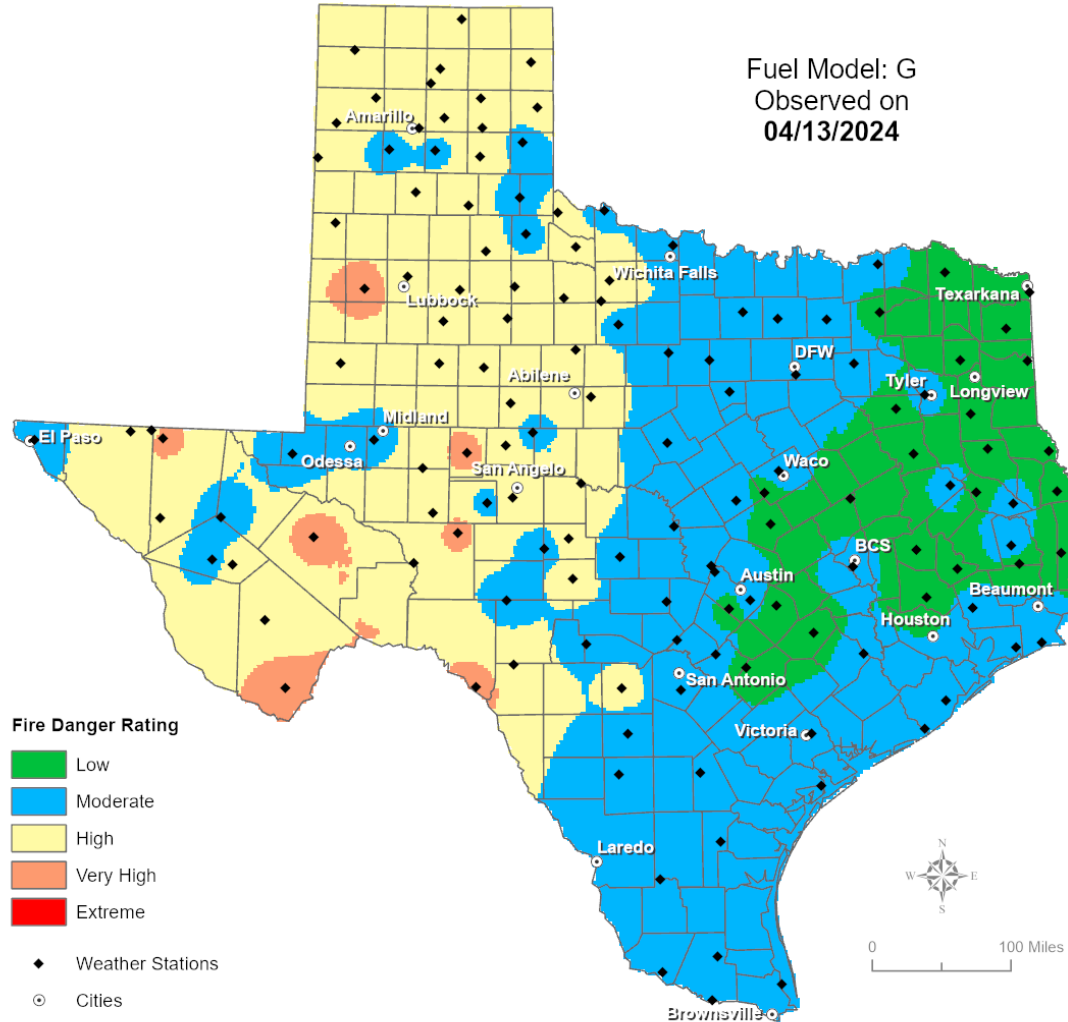 Fuel Model: G
Observed on
04/13/2024
Amarillo
Wichita Falls
Lubbock
Texarkana
DFW
Abilene
Tyler
Longview
Midland
El Paso
Odessa
San Angelo
Waco
BCS
Austin
Beaumont
Houston
San Antonio
Victoria
Fire Danger Rating
Low
Moderate
High
Very High
Extreme
Weather Stations
Cities
Laredo
N
W
E
S
0
100 Miles
Brownsville